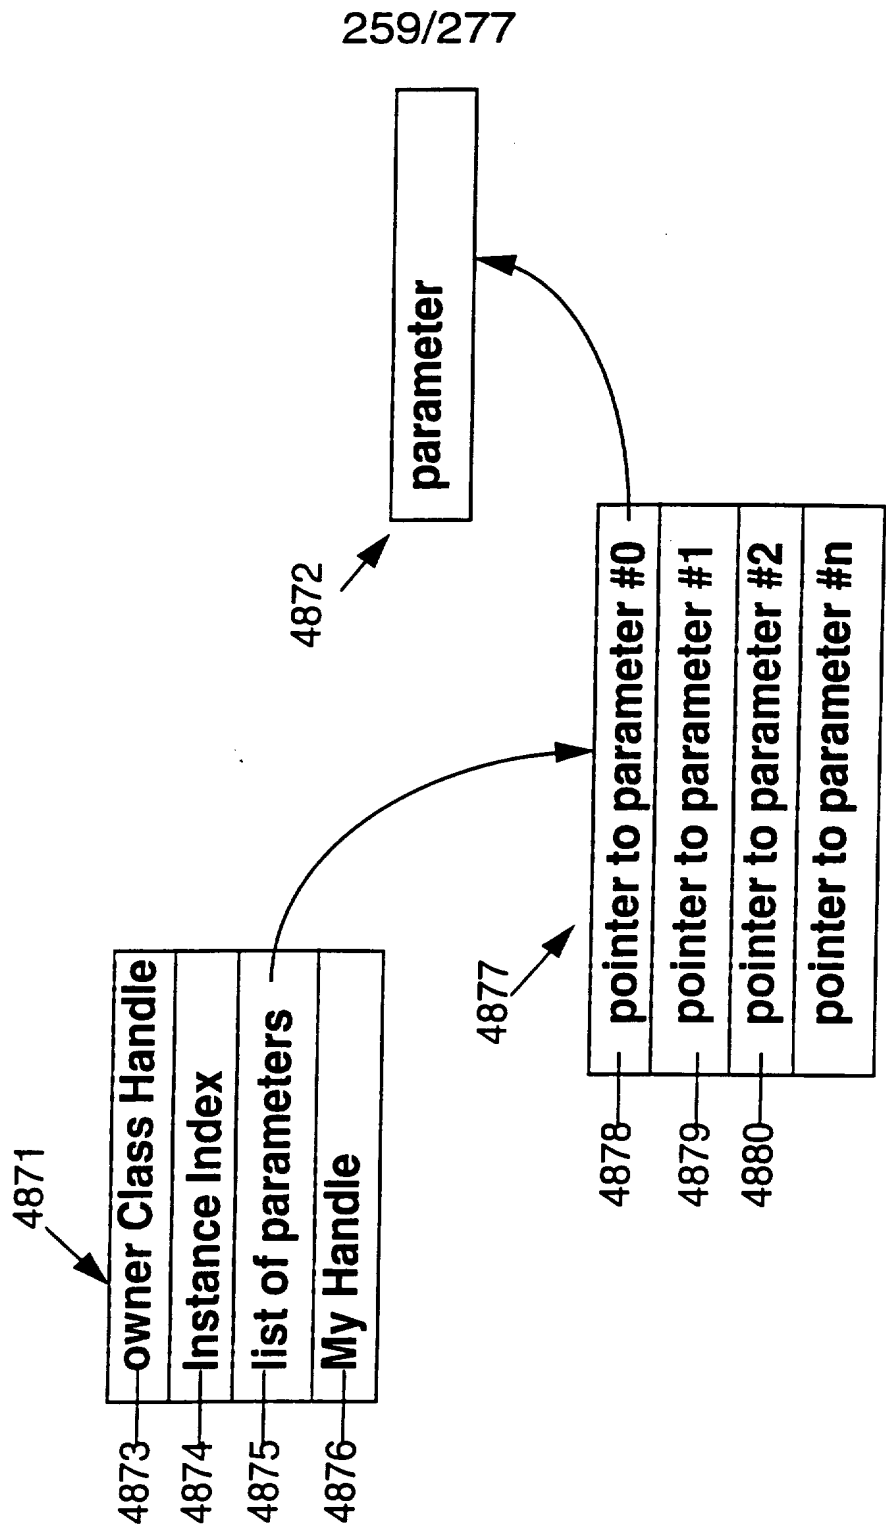 259/277
4871
4873 owner Class Handle
4874 Instance Index
4875 list of parameters
4876 My Handle
4872
parameter
4877
4878 pointer to parameter #0
4879 pointer to parameter #1
4880 pointer to parameter #2
pointer to parameter #n